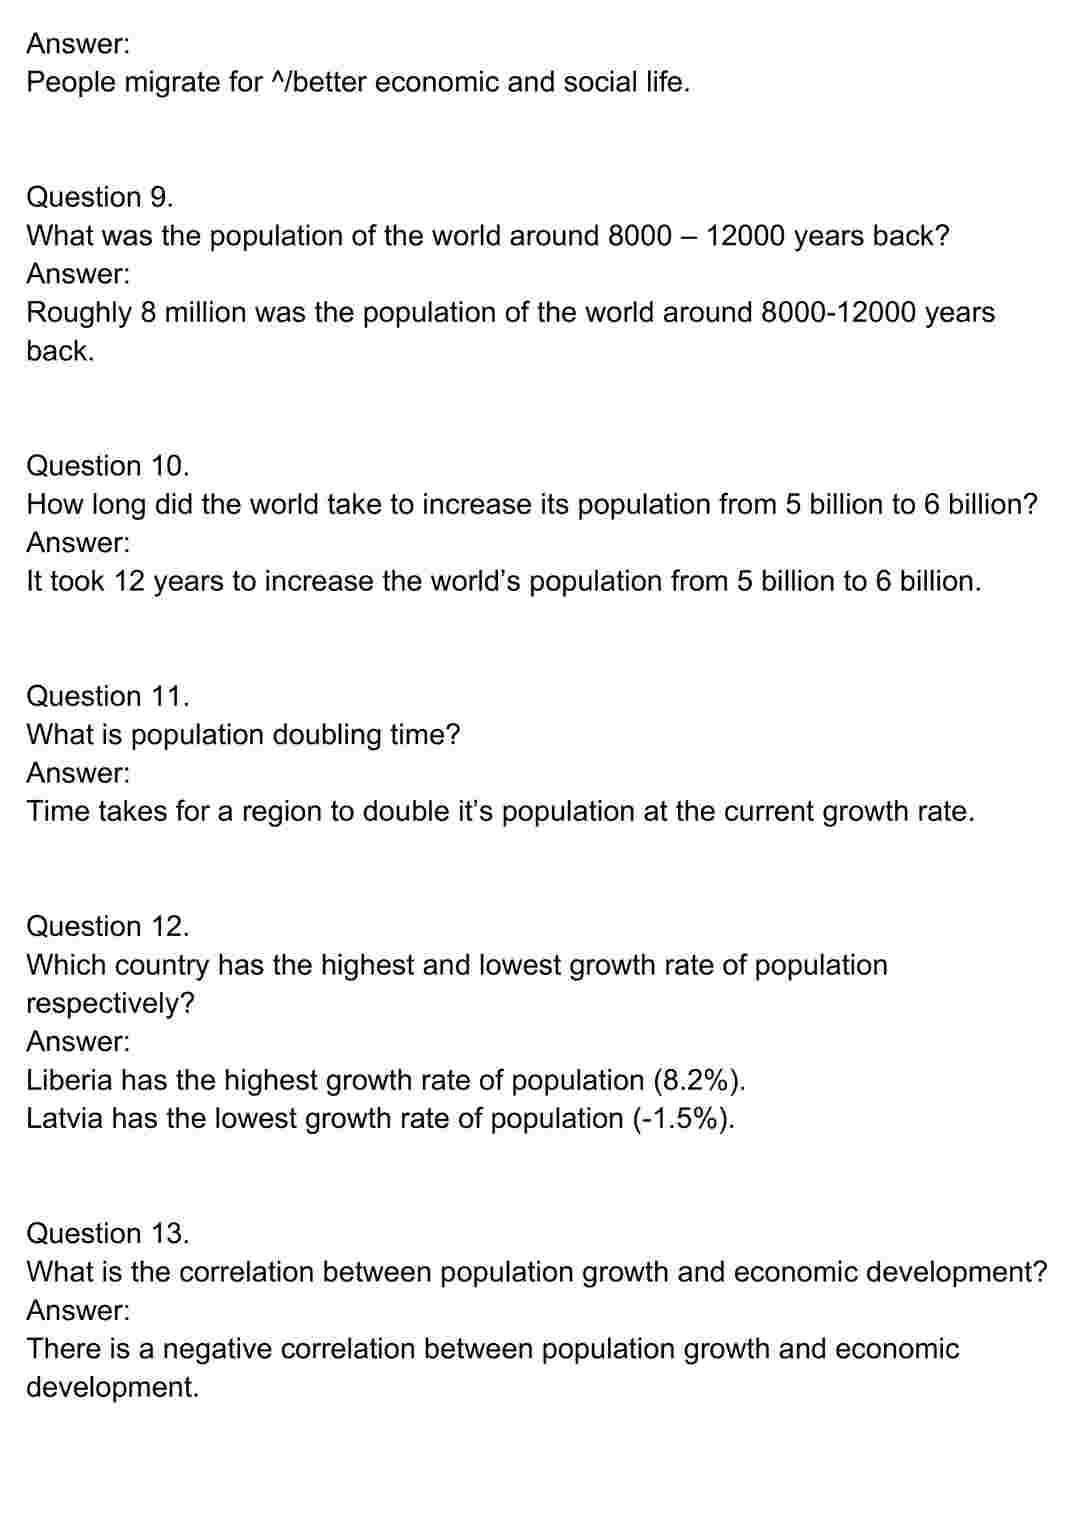 Answer:
People migrate for ^/better economic and social life.
Question 9.
What was the population of the world around 8000 – 12000 years back?
Answer:
Roughly 8 million was the population of the world around 8000-12000 years
back.
Question 10.
How long did the world take to increase its population from 5 billion to 6 billion?
Answer:
It took 12 years to increase the world's population from 5 billion to 6 billion.
Question 11.
What is population doubling time?
Answer:
Time takes for a region to double it's population at the current growth rate.
Question 12.
Which country has the highest and lowest growth rate of population
respectively?
Answer:
Liberia has the highest growth rate of population (8.2%).
Latvia has the lowest growth rate of population (-1.5%).
Question 13.
What is the correlation between population growth and economic development?
Answer:
There is a negative correlation between population growth and economic
development.